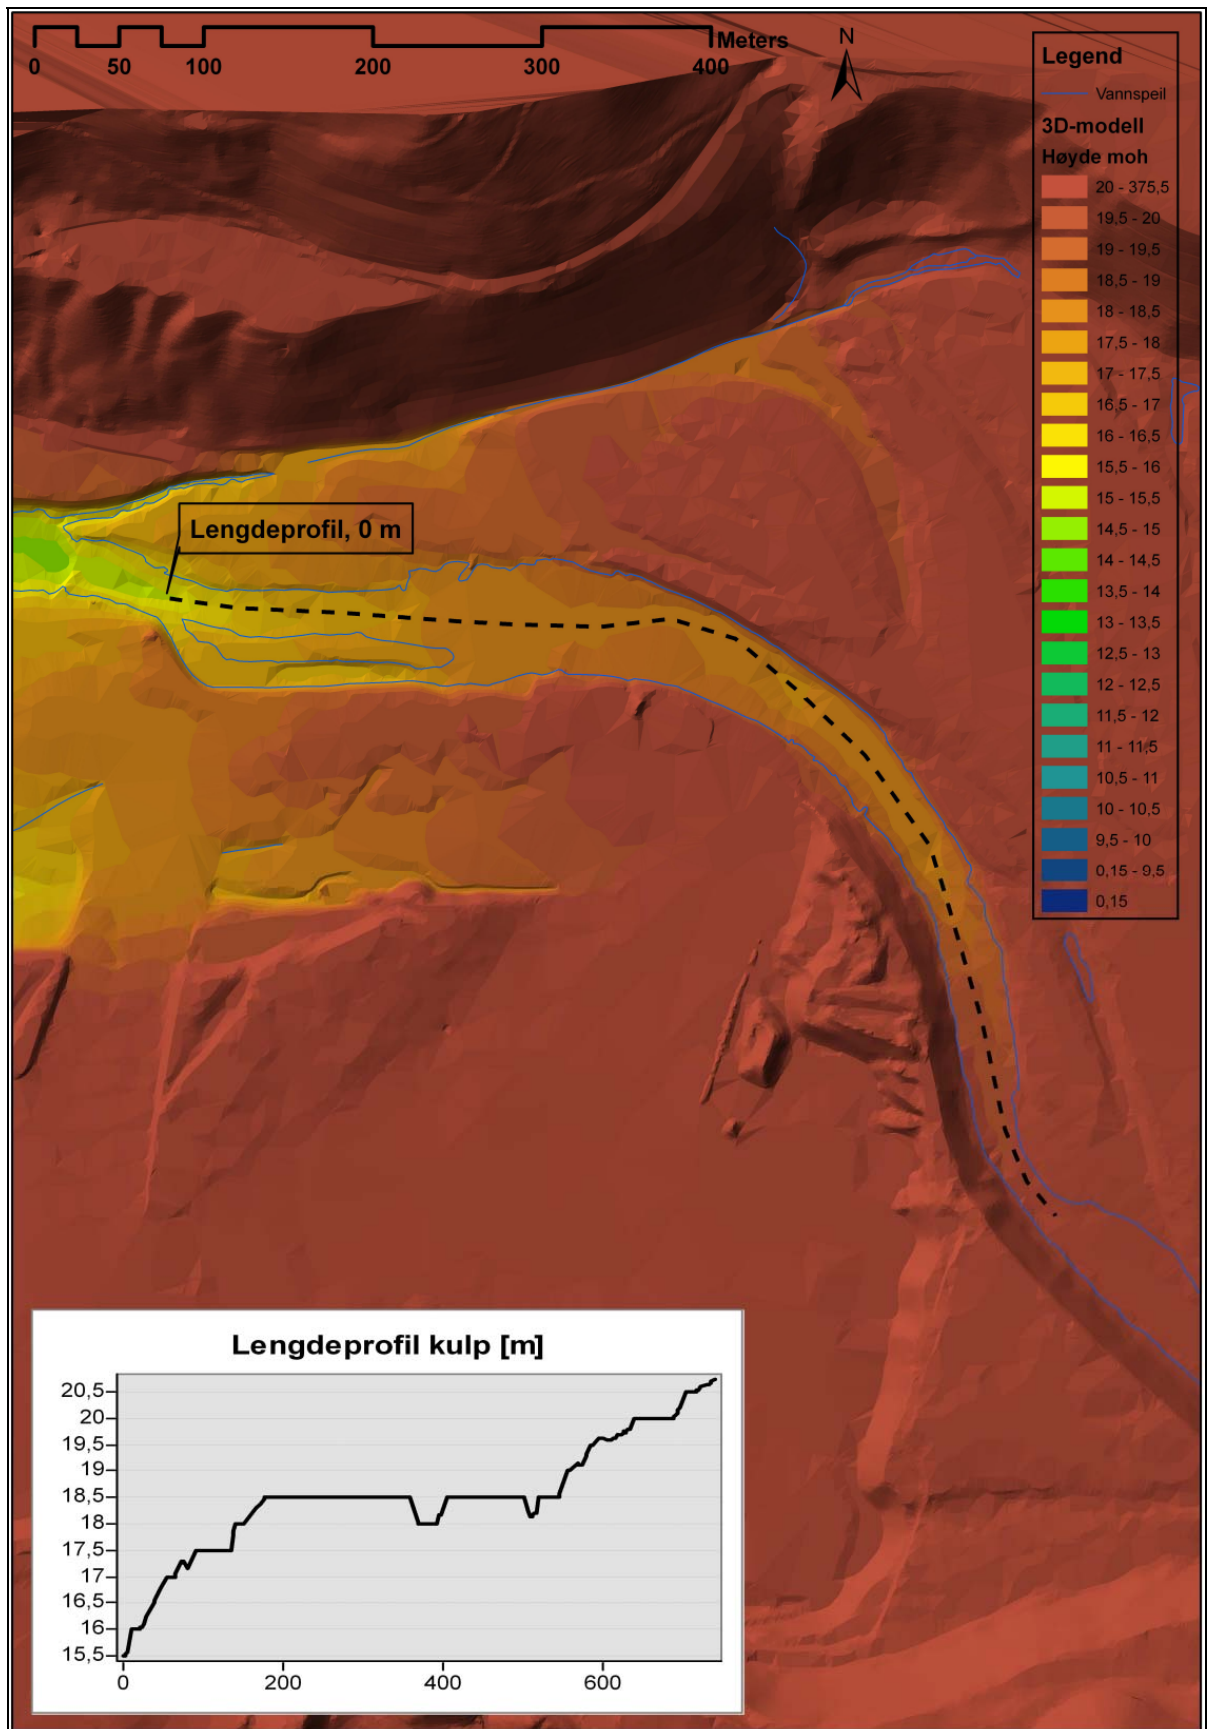 Meters
0 50 100 200 300 400
N
Legend
Vannspeil
3D-modell
Høyde moh
20 - 375,5
19,5 - 20
19 - 19,5
18,5 - 19
18 - 18,5
17,5 - 18
17 - 17,5
16,5 - 17
16 - 16,5
15,5 - 16
15 - 15,5
14,5 - 15
14 - 14,5
13,5 - 14
13 - 13,5
12,5 - 13
12 - 12,5
11,5 - 12
11 - 11,5
10,5 - 11
10 - 10,5
9,5 - 10
0,15 - 9,5
0,15
Lengdeprofil, 0 m
Lengdeprofil kulp [m]
20,5
20
19,5
19
18,5
18
17,5
17
16,5
16
15,5
0 200 400 600